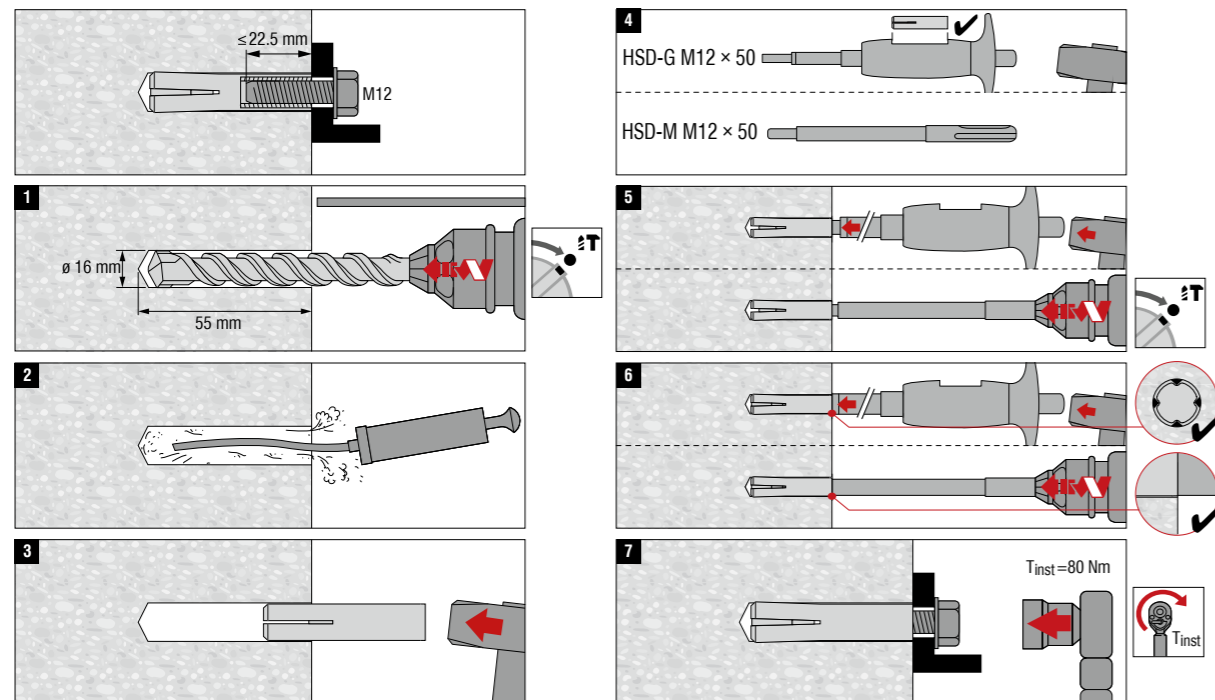 ≤22.5 mm
M12
1
ø 16 mm
55 mm
2
3
4
HSD-G M12 × 50
HSD-M M12 × 50
5
6
7
Tinst=80 Nm
Tinst